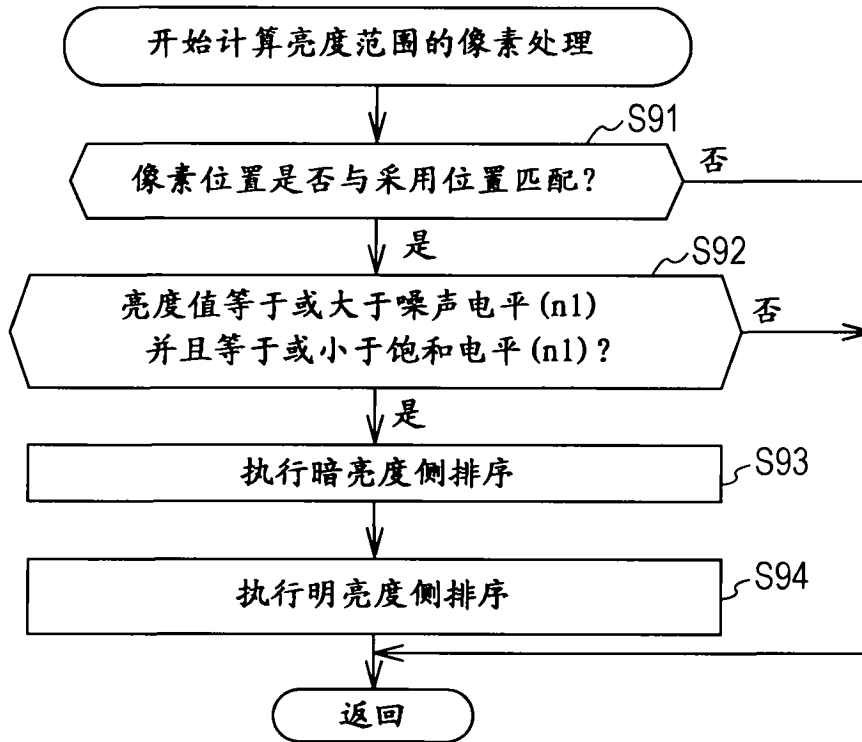 开始计算亮度范围的像素处理
S91
像素位置是否与采用位置匹配?
否
是
S92
亮度值等于或大于噪声电平(nl)
并且等于或小于饱和电平(nl)?
否
是
执行暗亮度侧排序
S93
执行明亮度侧排序
S94
返回